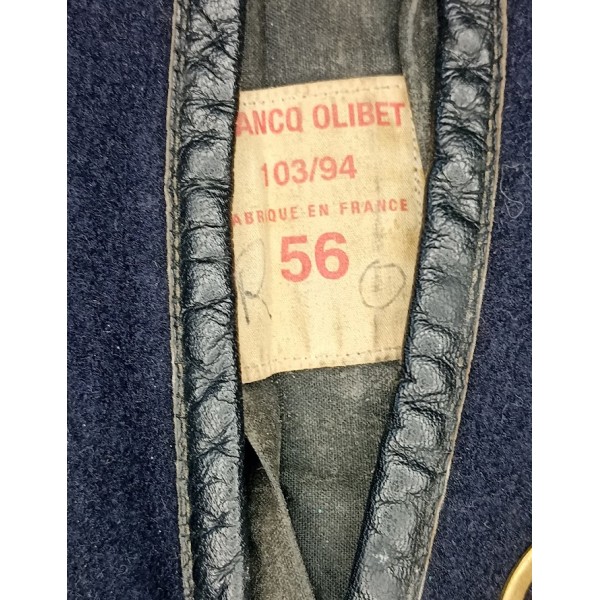 ANCQ OLIBET
103/94
ABRIQUE EN FRANCE
56
R O